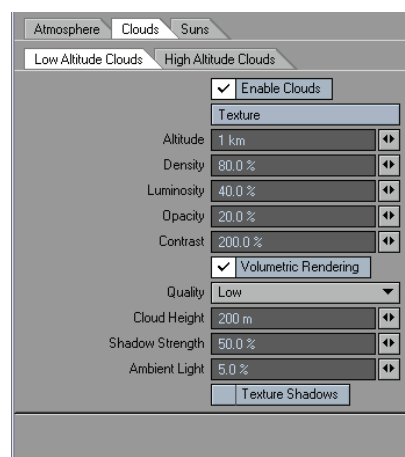 Atmosphere Clouds Suns
Low Altitude Clouds High Altitude Clouds
Enable Clouds
Texture
Altitude 1 km
Density 80.0 %
Luminosity 40.0 %
Opacity 20.0 %
Contrast 200.0 %
Volumetric Rendering
Quality Low
Cloud Height 200 m
Shadow Strength 50.0 %
Ambient Light 5.0 %
Texture Shadows